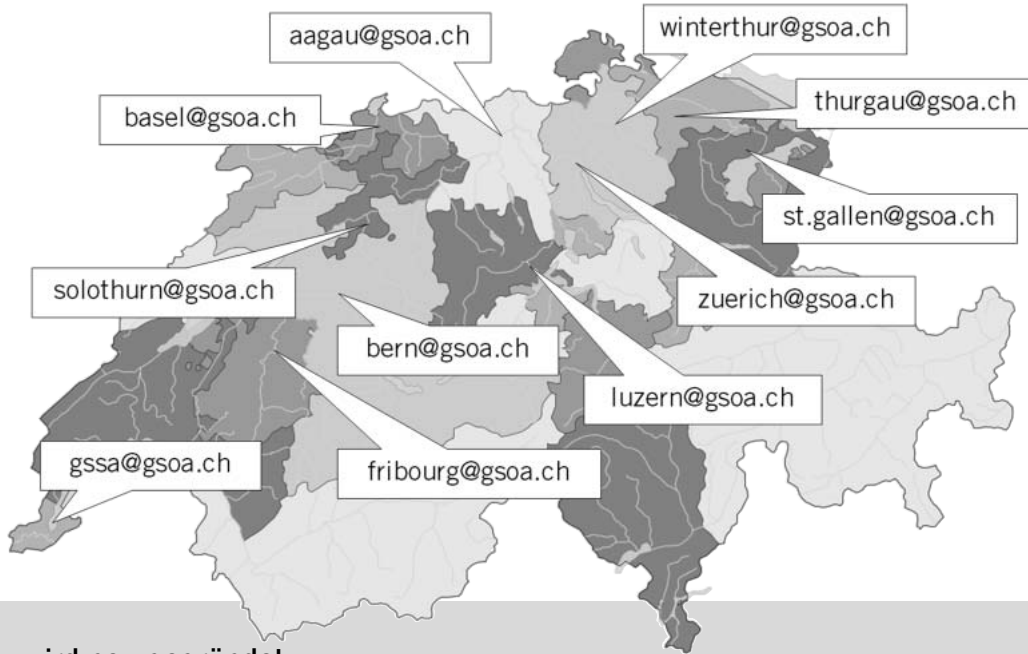 aagau@gsoa.ch
winterthur@gsoa.ch
basel@gsoa.ch
thurgau@gsoa.ch
st.gallen@gsoa.ch
solothurn@gsoa.ch
zuerich@gsoa.ch
bern@gsoa.ch
luzern@gsoa.ch
gssa@gsoa.ch
fribourg@gsoa.ch